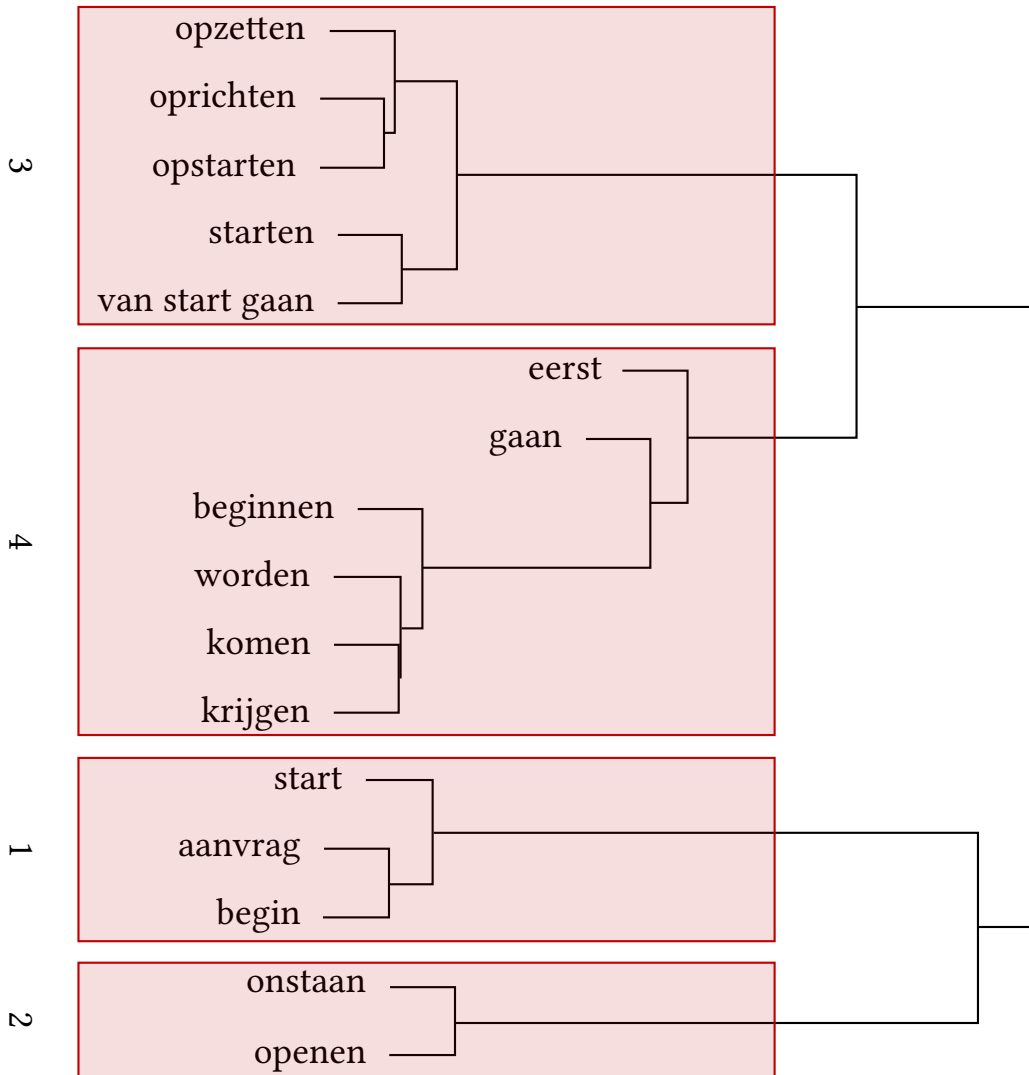 opzetten
oprichten
3
opstarten
starten
van start gaan
eerst
gaan
beginnen
4
worden
komen
krijgen
start
aanvrag
1
begin
onstaan
2
openen